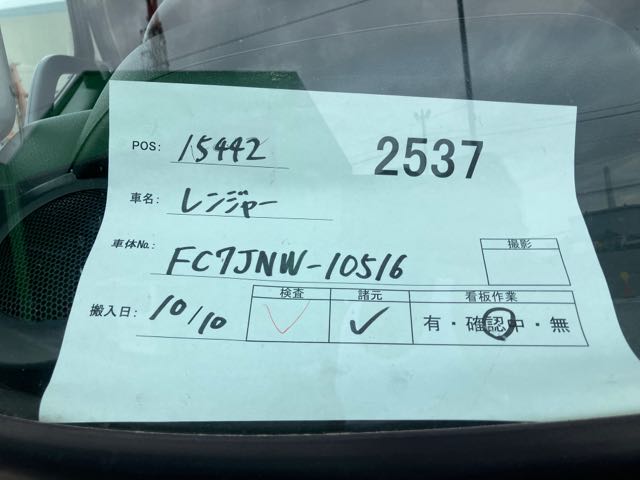 POS: 15442
2537
車名: レンジャー
車体No.: FC7JNW-10516
撮影
搬入日: 10/10
検査 諸元 看板作業
✓ ✓ 有・確認中・無